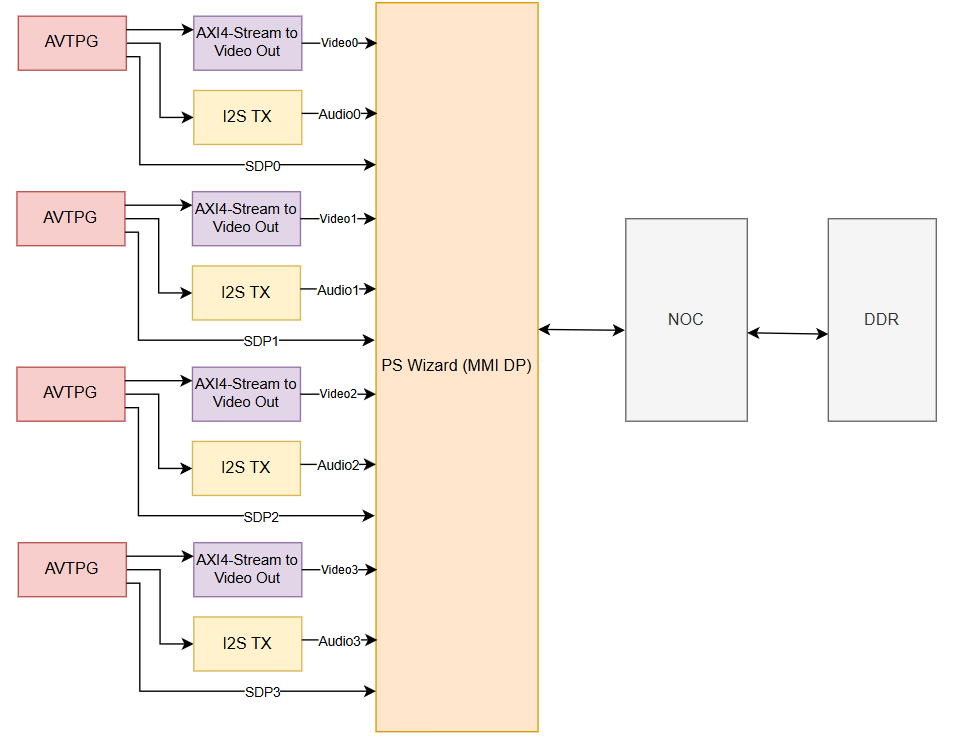 AVTPG
AXI4-Stream to
Video Out
Video0
I2S TX
Audio0
SDP0
AVTPG
AXI4-Stream to
Video Out
Video1
I2S TX
Audio1
SDP1
AVTPG
AXI4-Stream to
Video Out
Video2
I2S TX
Audio2
SDP2
AVTPG
AXI4-Stream to
Video Out
Video3
I2S TX
Audio3
SDP3
PS Wizard (MMI DP)
NOC
DDR